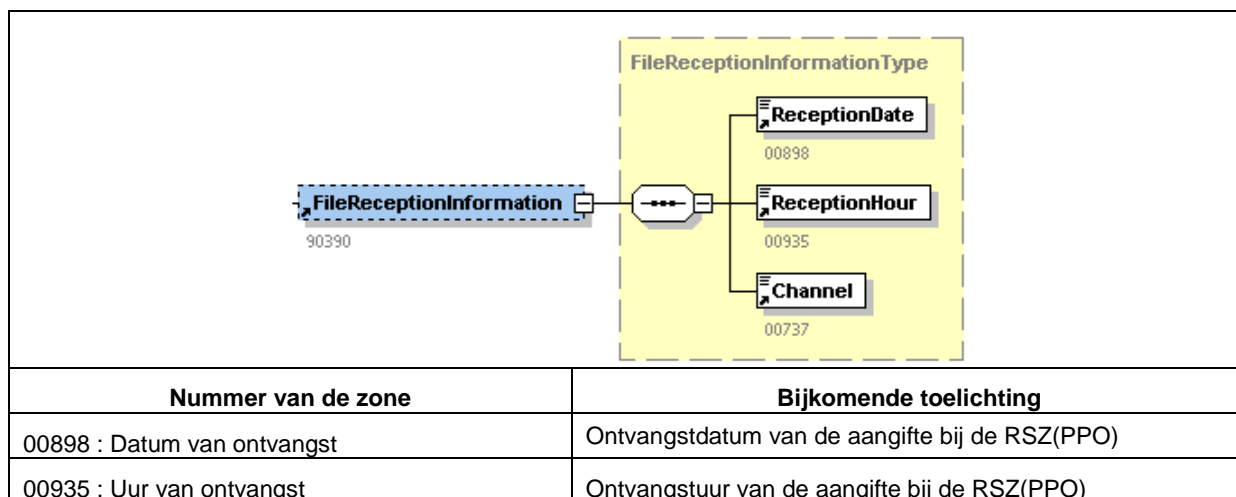 FileReceptionInformationType
ReceptionDate
00898
FileReceptionInformation
90390
ReceptionHour
00935
Channel
00737
Nummer van de zone
Bijkomende toelichting
00898 : Datum van ontvangst
Ontvangstdatum van de aangifte bij de RSZ(PPO)
00935 : Uur van ontvangst
Ontvangstuur van de aangifte bij de RSZ(PPO)